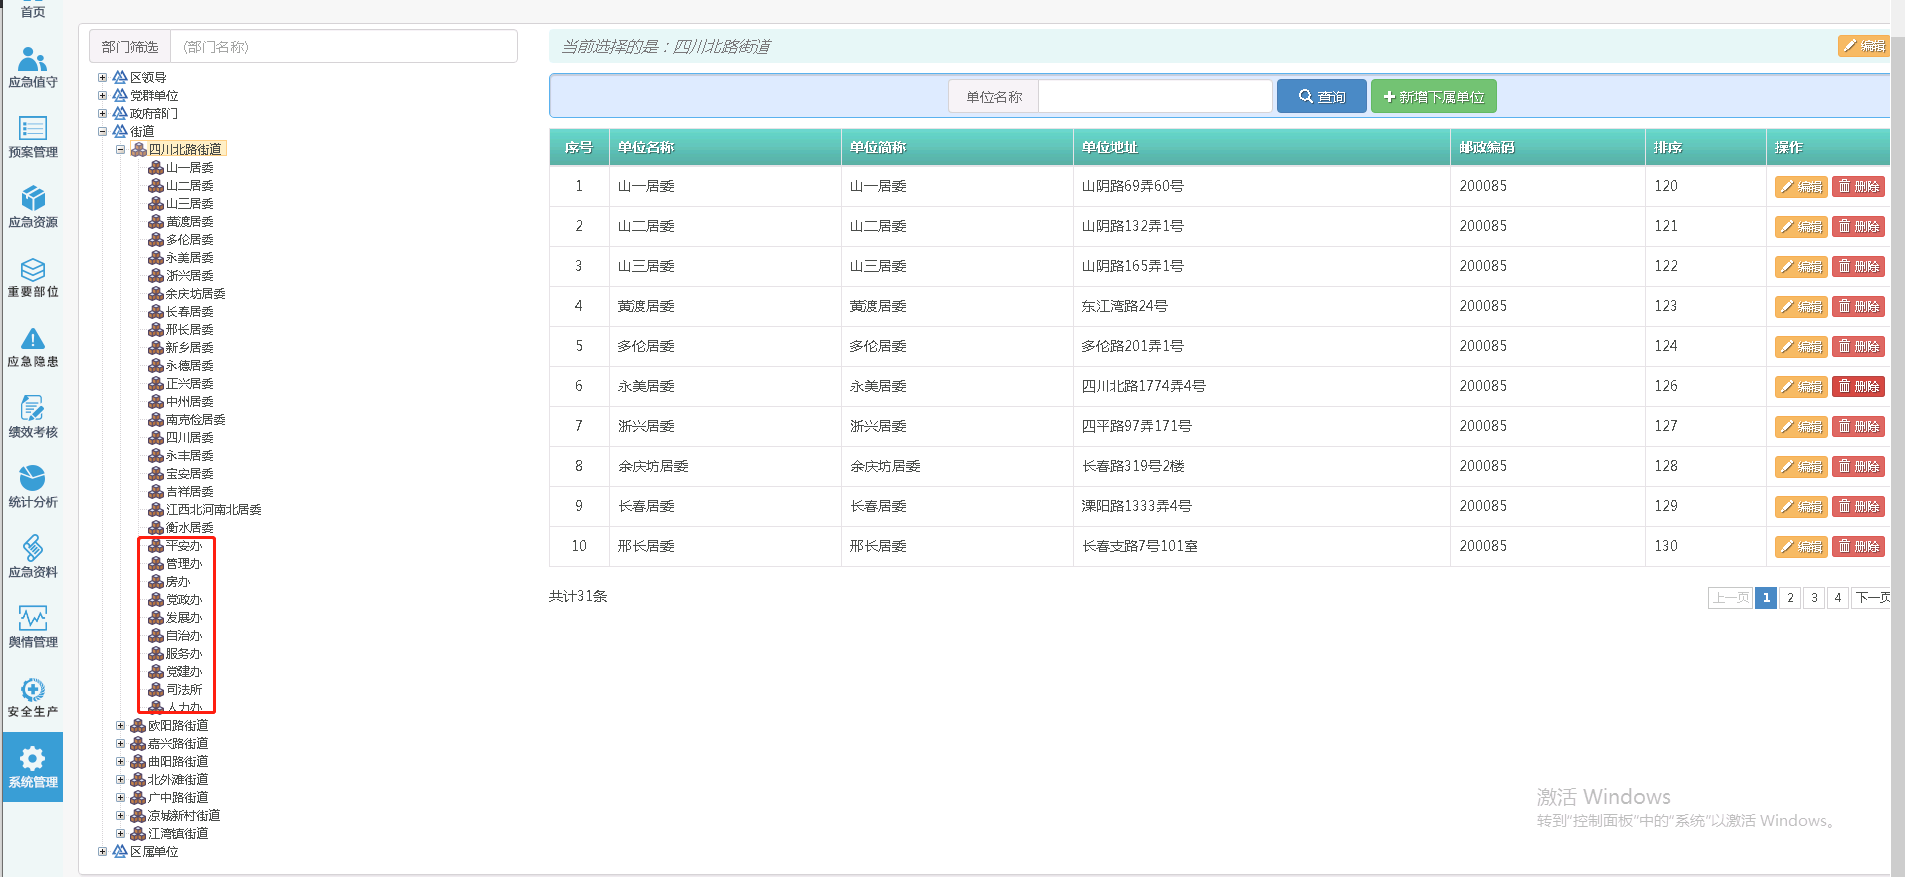 首页
应急值守
预案管理
应急资源
重要部位
应急隐患
绩效考核
统计分析
应急资料
舆情管理
安全生产
系统管理
部门筛选 (部门名称)
区领导
党群单位
政府部门
街道
四川北路街道
山一居委
山二居委
山三居委
黄渡居委
多伦居委
永美居委
浙兴居委
余庆坊居委
长春居委
邢长居委
新乡居委
永德居委
正兴居委
中州居委
南克俭居委
四川居委
永丰居委
宝安居委
吉祥居委
江西北河南北居委
衡水居委
平安办
管理办
房办
党政办
发展办
自治办
服务办
党建办
司法所
人力办
欧阳路街道
嘉兴路街道
曲阳路街道
北外滩街道
广中路街道
凉城新村街道
江湾镇街道
区属单位
当前选择的是：四川北路街道 编辑
单位名称 查询 新增下属单位
序号 单位名称 单位简称 单位地址 邮政编码 排序 操作
1 山一居委 山一居委 山阴路69弄60号 200085 120 编辑 删除
2 山二居委 山二居委 山阴路132弄1号 200085 121 编辑 删除
3 山三居委 山三居委 山阴路165弄1号 200085 122 编辑 删除
4 黄渡居委 黄渡居委 东江湾路24号 200085 123 编辑 删除
5 多伦居委 多伦居委 多伦路201弄1号 200085 124 编辑 删除
6 永美居委 永美居委 四川北路1774弄4号 200085 126 编辑 删除
7 浙兴居委 浙兴居委 四平路97弄171号 200085 127 编辑 删除
8 余庆坊居委 余庆坊居委 长春路319号2楼 200085 128 编辑 删除
9 长春居委 长春居委 溧阳路1333弄4号 200085 129 编辑 删除
10 邢长居委 邢长居委 长春支路7号101室 200085 130 编辑 删除
共计31条 上一页 1 2 3 4 下一页
激活 Windows
转到“控制面板”中的“系统”以激活 Windows。